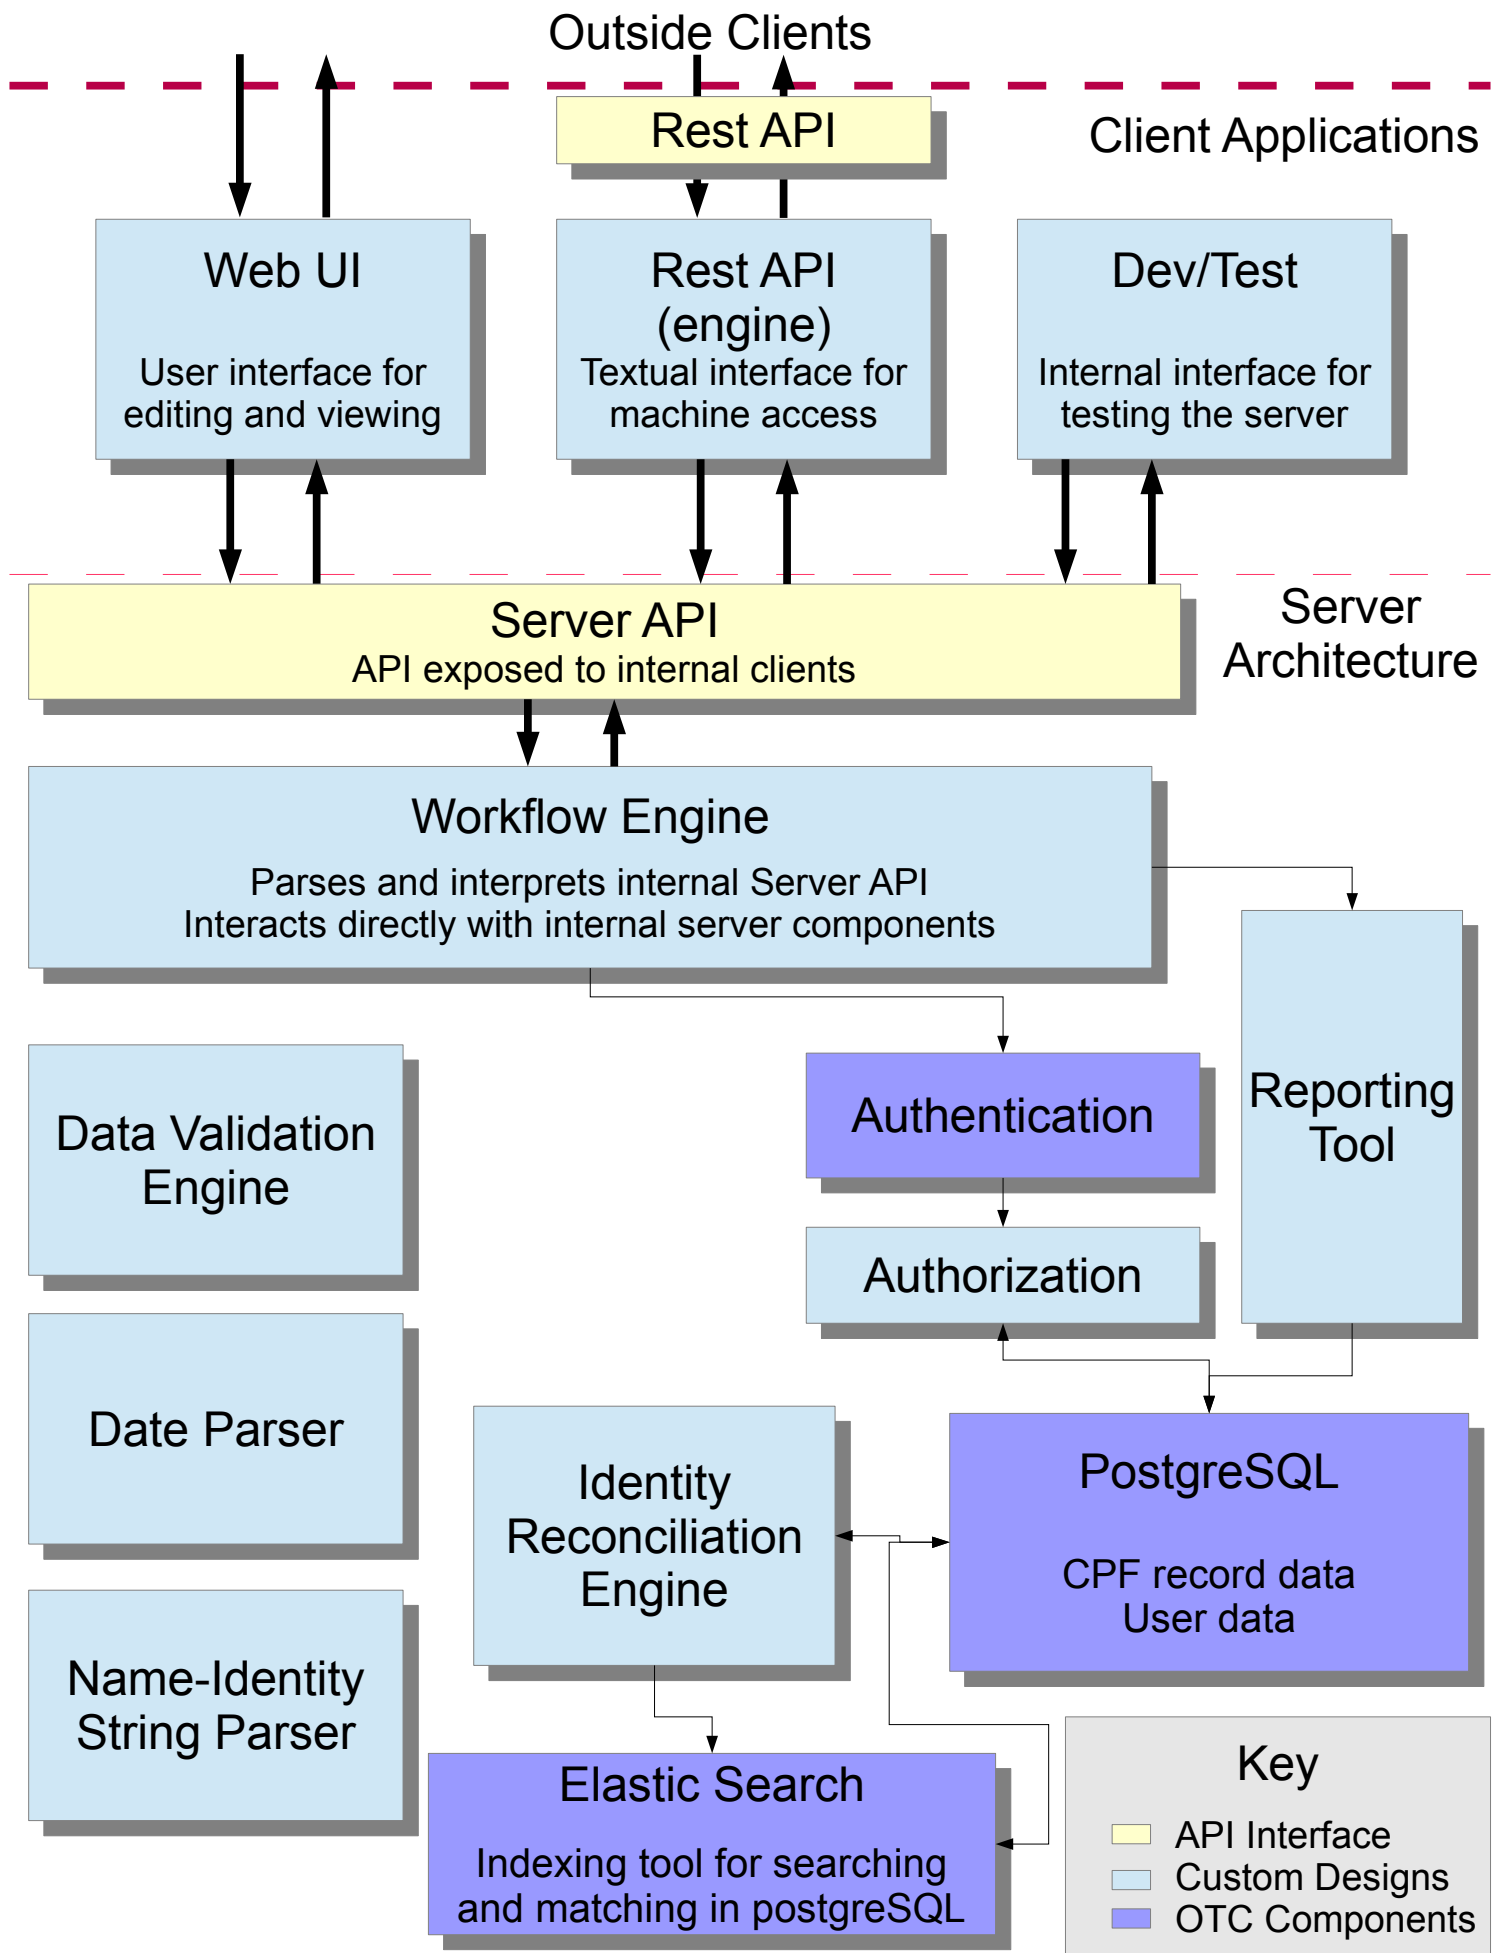 Outside Clients
Rest API
Client Applications
Web UI
User interface for
editing and viewing
Rest API
(engine)
Textual interface for
machine access
Dev/Test
Internal interface for
testing the server
Server API
API exposed to internal clients
Server
Architecture
Workflow Engine
Parses and interprets internal Server API
Interacts directly with internal server components
Data Validation
Engine
Authentication
Reporting
Tool
Authorization
Date Parser
Identity
Reconciliation
Engine
PostgreSQL
CPF record data
User data
Name-Identity
String Parser
Elastic Search
Indexing tool for searching
and matching in postgreSQL
Key
API Interface
Custom Designs
OTC Components